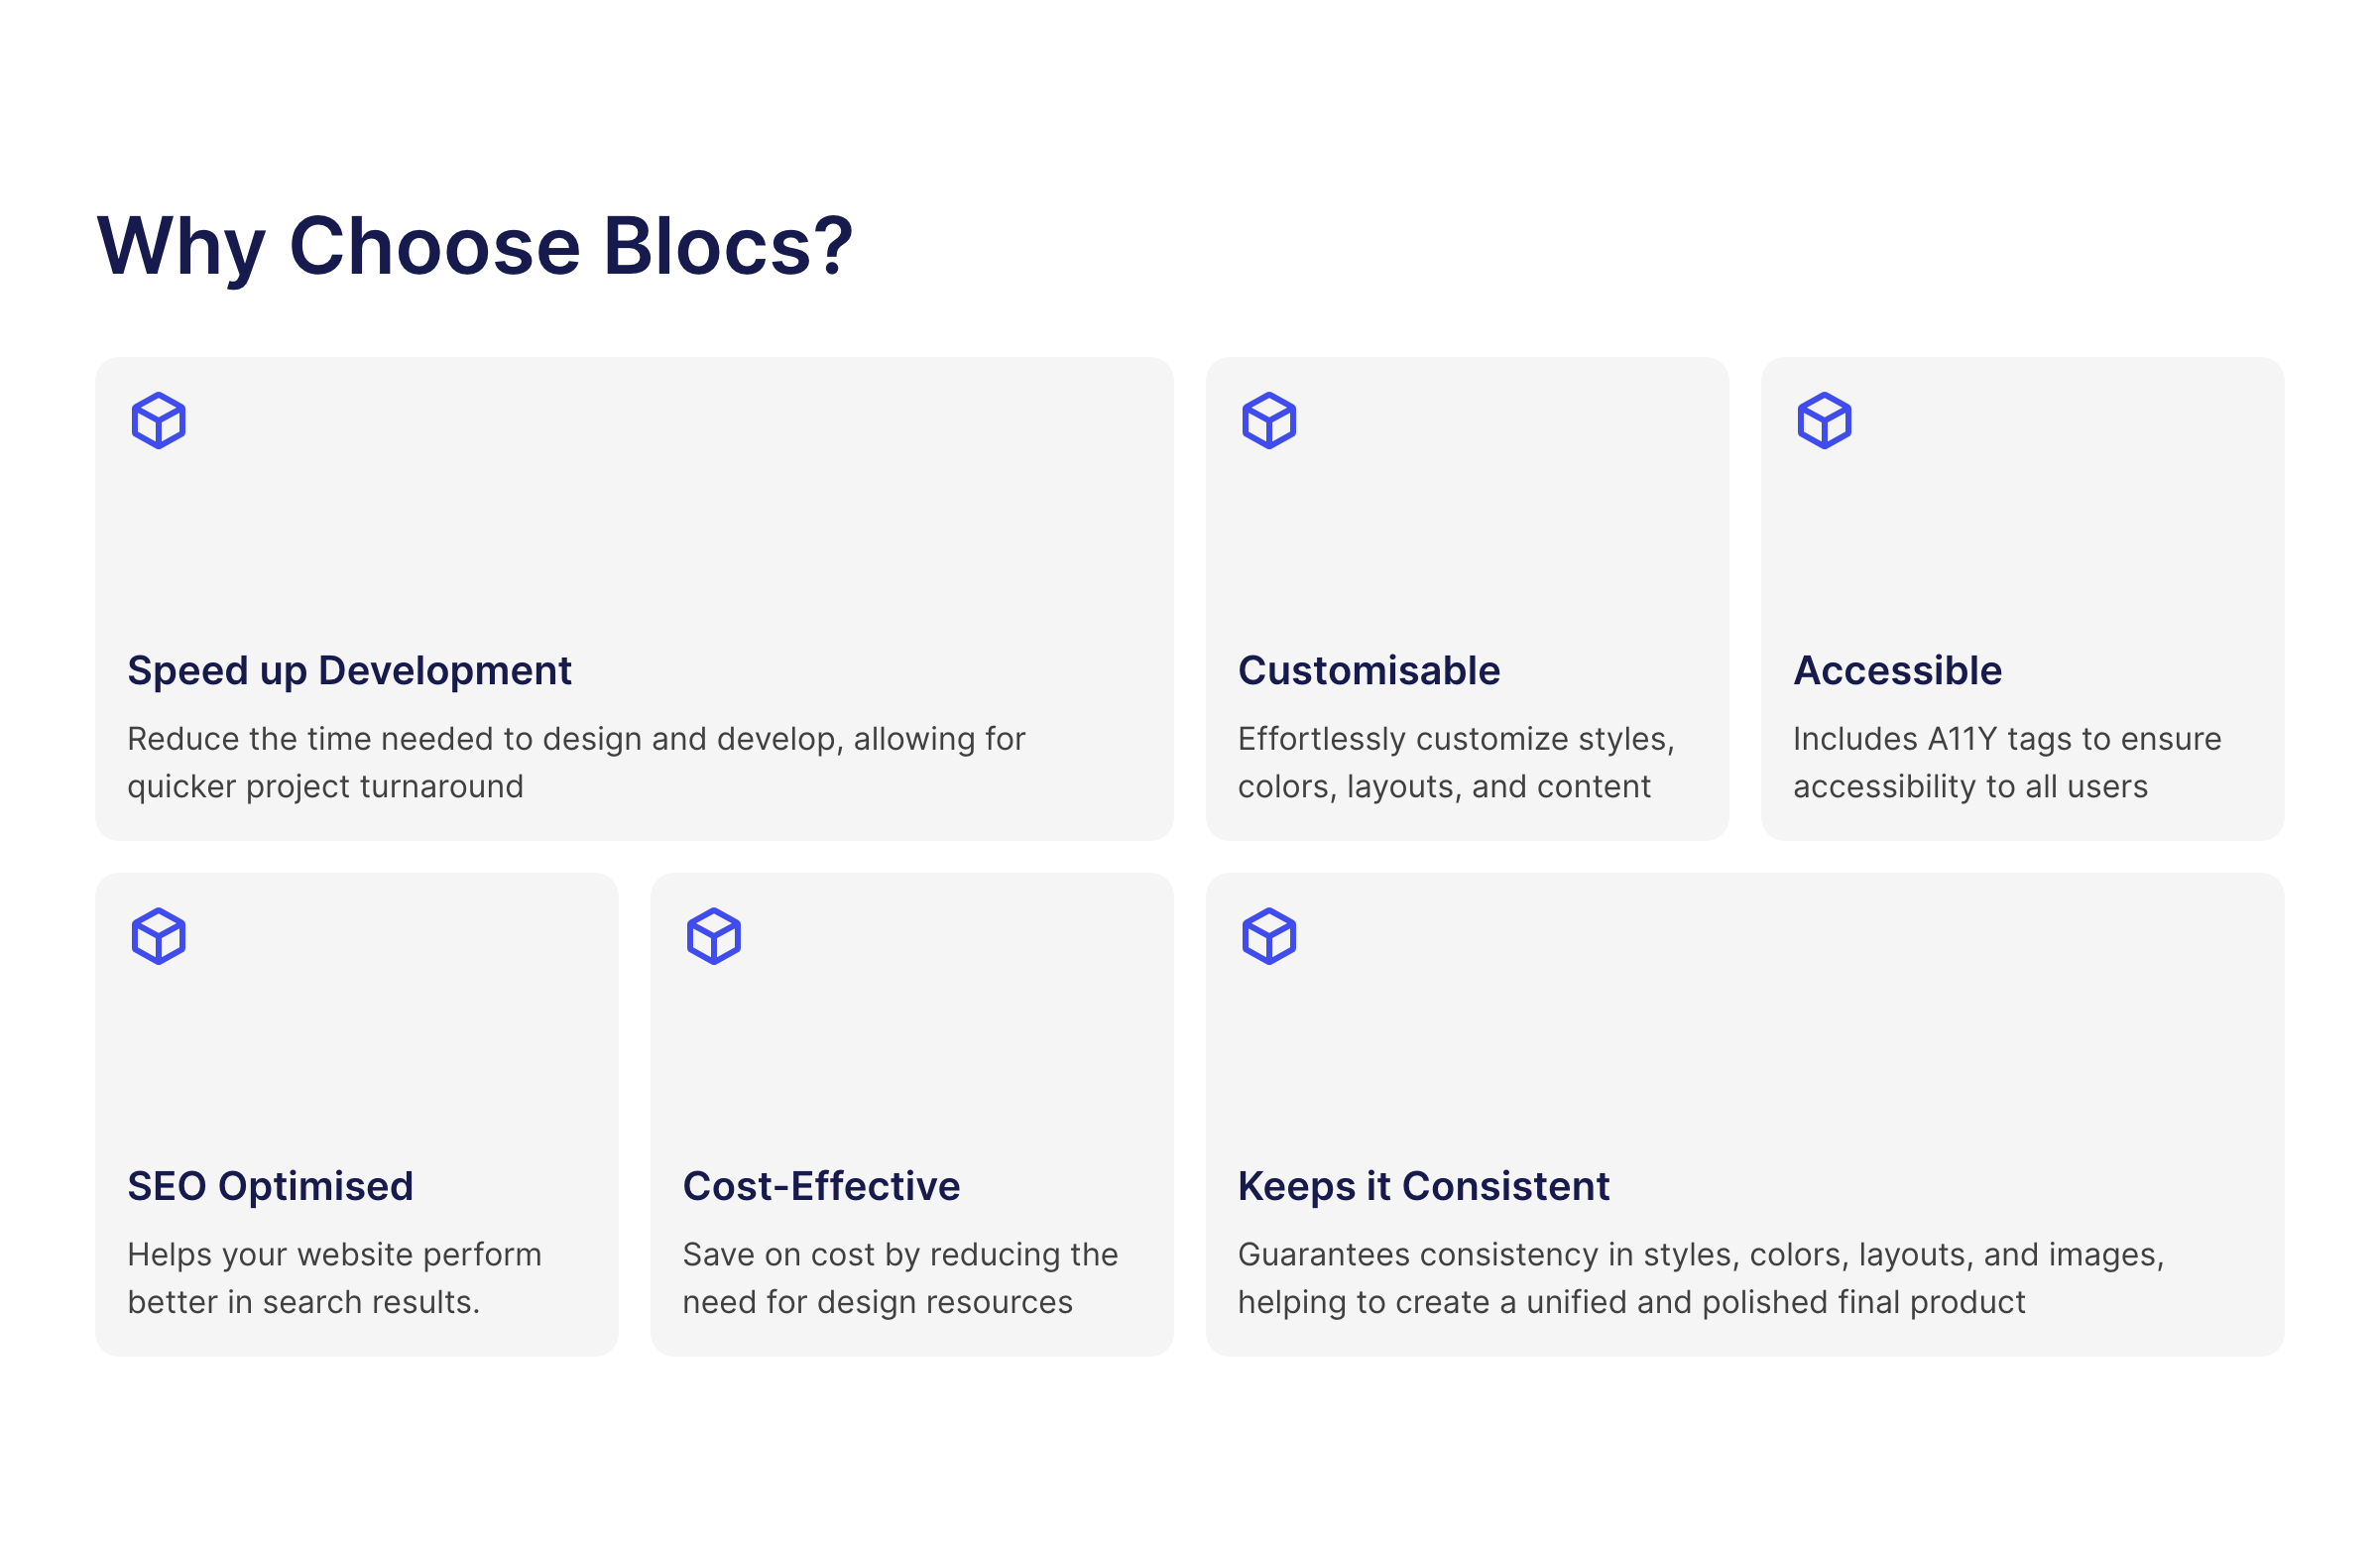 Why Choose Blocs?
Speed up Development
Reduce the time needed to design and develop, allowing for
quicker project turnaround
Customisable
Effortlessly customize styles,
colors, layouts, and content
Accessible
Includes A11Y tags to ensure
accessibility to all users
SEO Optimised
Helps your website perform
better in search results.
Cost-Effective
Save on cost by reducing the
need for design resources
Keeps it Consistent
Guarantees consistency in styles, colors, layouts, and images,
helping to create a unified and polished final product